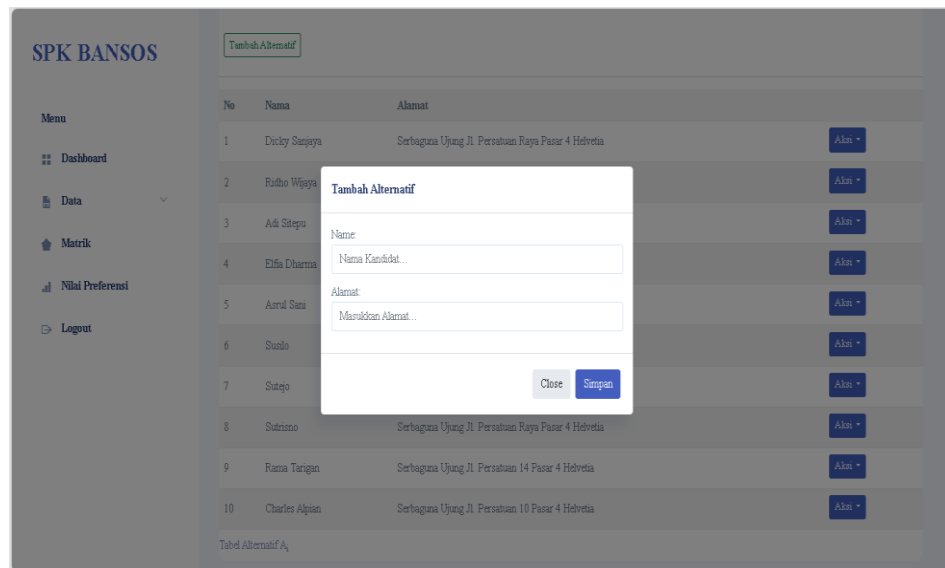 SPK BANSOS
Menu
Dashboard
Data
Matrik
Nilai Preferensi
Logout
Tambah Alternatif
No Nama Alamat
1 Dicky Sanjaya Serbaguna Ujung Jl. Persatuan Raya Pasar 4 Helvetia Aksi
2 Ridho Wijaya Aksi
3 Adi Sitepu Aksi
4 Elfia Dharma Aksi
5 Asrul Sani Aksi
6 Susilo Aksi
7 Sutejo Aksi
8 Sutrisno Serbaguna Ujung Jl. Persatuan Raya Pasar 4 Helvetia Aksi
9 Rama Tarigan Serbaguna Ujung Jl. Persatuan 14 Pasar 4 Helvetia Aksi
10 Charles Alpian Serbaguna Ujung Jl. Persatuan 10 Pasar 4 Helvetia Aksi
Tabel Alternatif Ai
Tambah Alternatif
Name:
Nama Kandidat...
Alamat:
Masukkan Alamat...
Close Simpan